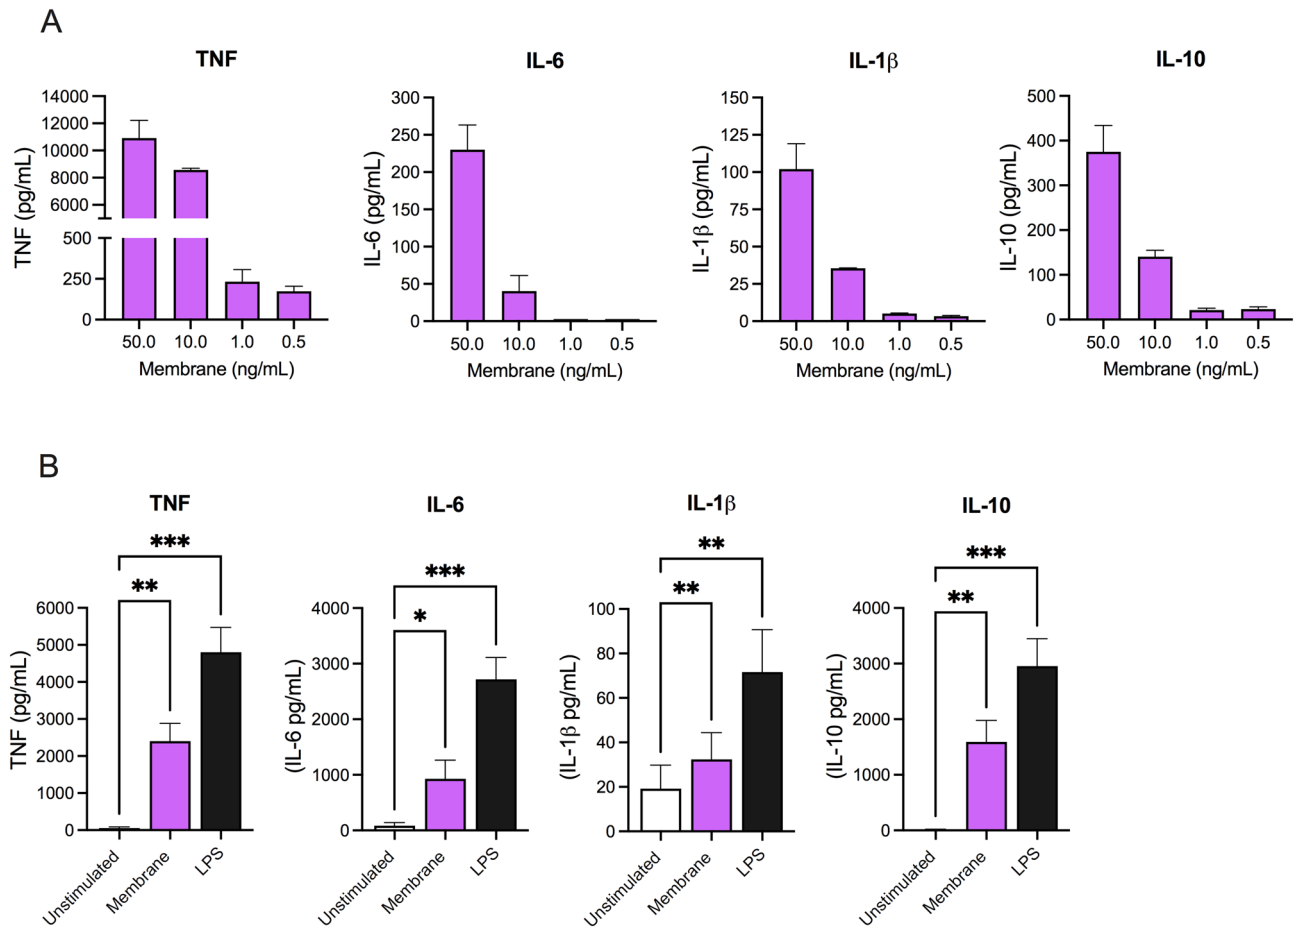 A
TNF
IL-6
IL-1β
IL-10
TNF (pg/mL)
14000
12000
10000
8000
6000
500
250
0
50.0 10.0 1.0 0.5
Membrane (ng/mL)
IL-6 (pg/mL)
300
250
200
150
100
50
0
50.0 10.0 1.0 0.5
Membrane (ng/mL)
IL-1β (pg/mL)
150
125
100
75
50
25
0
50.0 10.0 1.0 0.5
Membrane (ng/mL)
IL-10 (pg/mL)
500
400
300
200
100
0
50.0 10.0 1.0 0.5
Membrane (ng/mL)
B
TNF
***
**
TNF (pg/mL)
6000
5000
4000
3000
2000
1000
0
Unstimulated
Membrane
LPS
IL-6
***
*
(IL-6 pg/mL)
4000
3000
2000
1000
0
Unstimulated
Membrane
LPS
IL-1β
**
**
(IL-1β pg/mL)
100
80
60
40
20
0
Unstimulated
Membrane
LPS
IL-10
***
**
(IL-10 pg/mL)
4000
3000
2000
1000
0
Unstimulated
Membrane
LPS